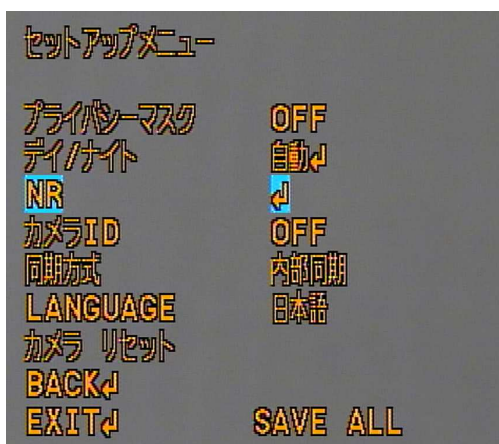 セットアップメニュー
プライバシーマスク OFF
デイ/ナイト 自動↲
NR ↲
カメラID OFF
同期方式 内部同期
LANGUAGE 日本語
カメラ リセット
BACK↲
EXIT↲ SAVE ALL